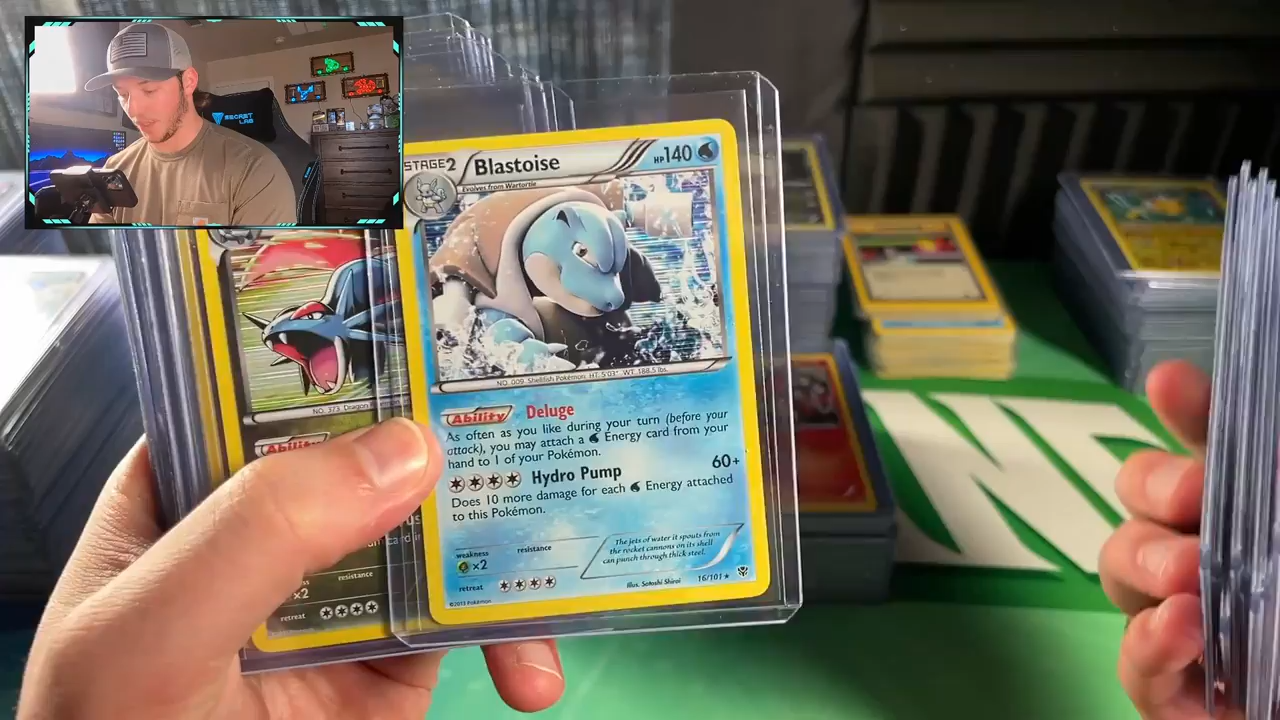 SECRET
LAB
STAGE2 Blastoise HP140
Evolves from Wartortle
NO. 009 Shellfish Pokémon HT. 5'03" WT. 188.5 lbs.
Ability Deluge
As often as you like during your turn (before your
attack), you may attach a Energy card from your
hand to 1 of your Pokémon.
Hydro Pump 60+
Does 10 more damage for each Energy attached
to this Pokémon.
weakness resistance
×2
retreat
The jets of water it spouts from
the rocket cannons on its shell
can punch through thick steel.
Illus. Satoshi Shirai 16/101
©2013 Pokémon
NO. 373 Dragon
Ability
resistance
×2
retreat